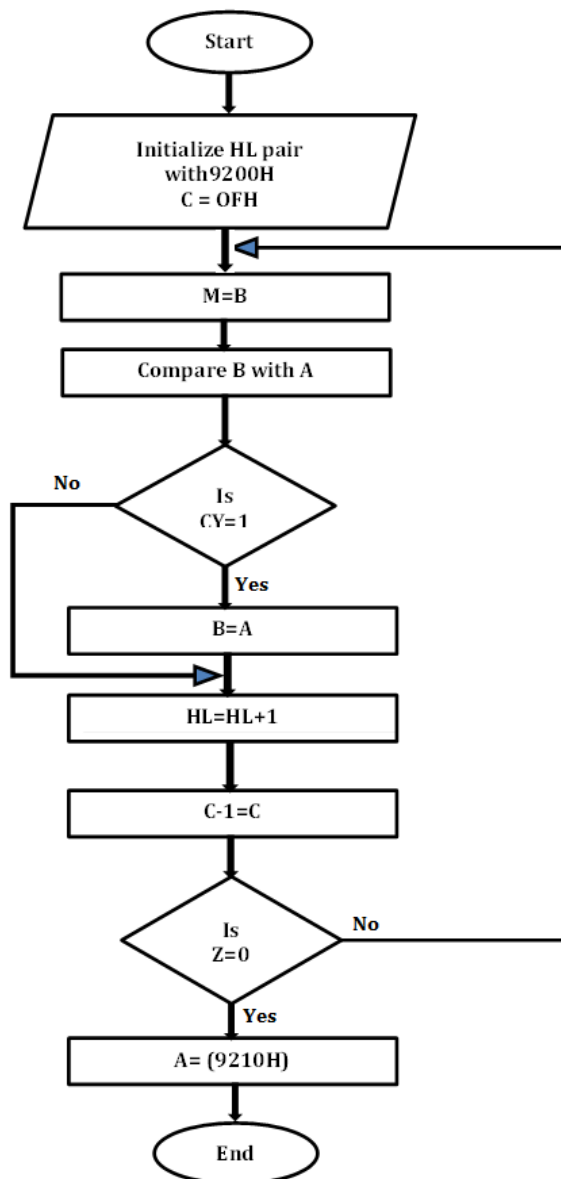 Start
Initialize HL pair
with9200H
C = OFH
M=B
Compare B with A
No
Is
CY=1
Yes
B=A
HL=HL+1
C-1=C
Is
Z=0
No
Yes
A= (9210H)
End